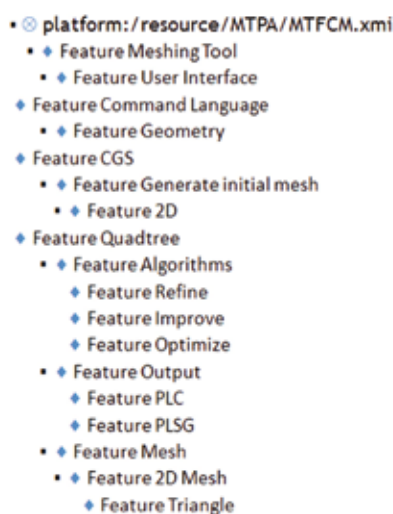 platform:/resource/MTPA/MTFCM.xmi
Feature Meshing Tool
Feature User Interface
Feature Command Language
Feature Geometry
Feature CGS
Feature Generate initial mesh
Feature 2D
Feature Quadtree
Feature Algorithms
Feature Refine
Feature Improve
Feature Optimize
Feature Output
Feature PLC
Feature PLSG
Feature Mesh
Feature 2D Mesh
Feature Triangle